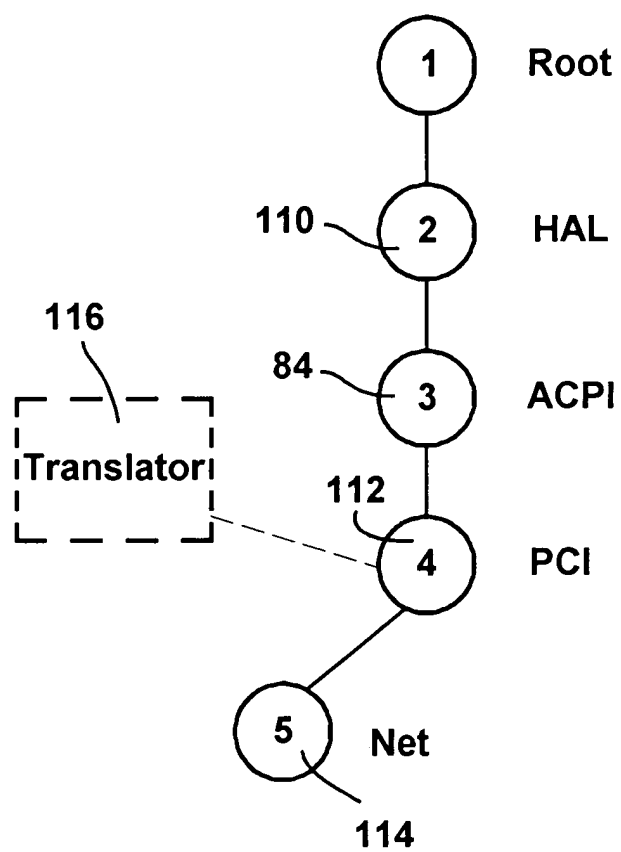 1 Root
110 2 HAL
116
84 3 ACPI
Translator
112
4 PCI
5 Net
114